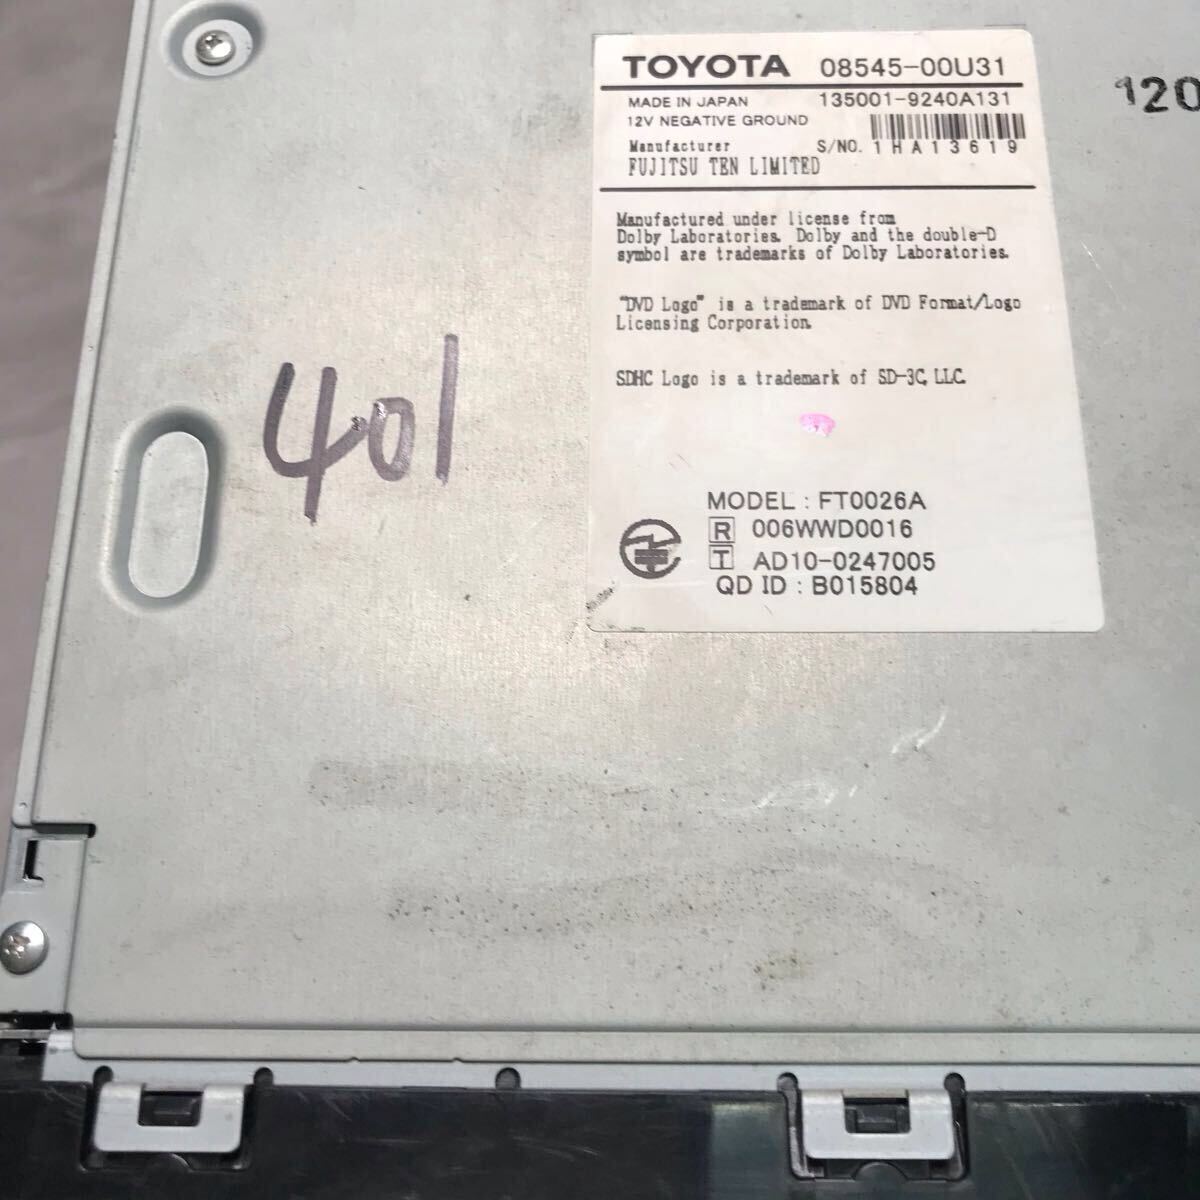 TOYOTA 08545-00U31
MADE IN JAPAN 135001-9240A131
12V NEGATIVE GROUND
Manufacturer S/NO. 1HA13619
FUJITSU TEN LIMITED
Manufactured under license from
Dolby Laboratories. Dolby and the double-D
symbol are trademarks of Dolby Laboratories.
"DVD Logo" is a trademark of DVD Format/Logo
Licensing Corporation.
SDHC Logo is a trademark of SD-3C, LLC.
MODEL : FT0026A
R 006WWD0016
T AD10-0247005
QD ID : B015804
401
120